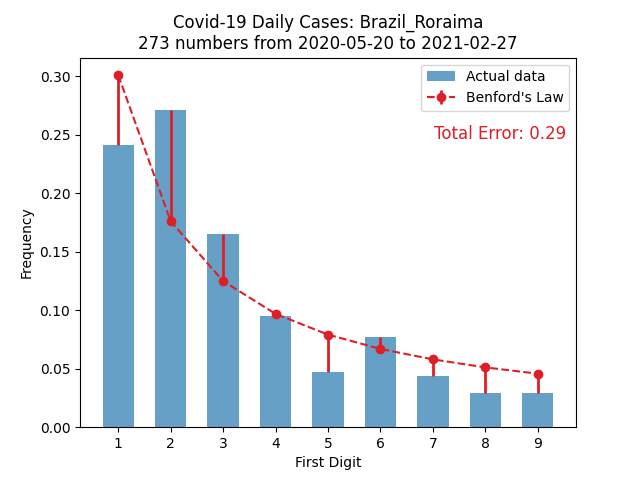 Covid-19 Daily Cases: Brazil_Roraima
273 numbers from 2020-05-20 to 2021-02-27
Actual data
Benford's Law
Total Error: 0.29
Frequency
0.30
0.25
0.20
0.15
0.10
0.05
0.00
1 2 3 4 5 6 7 8 9
First Digit